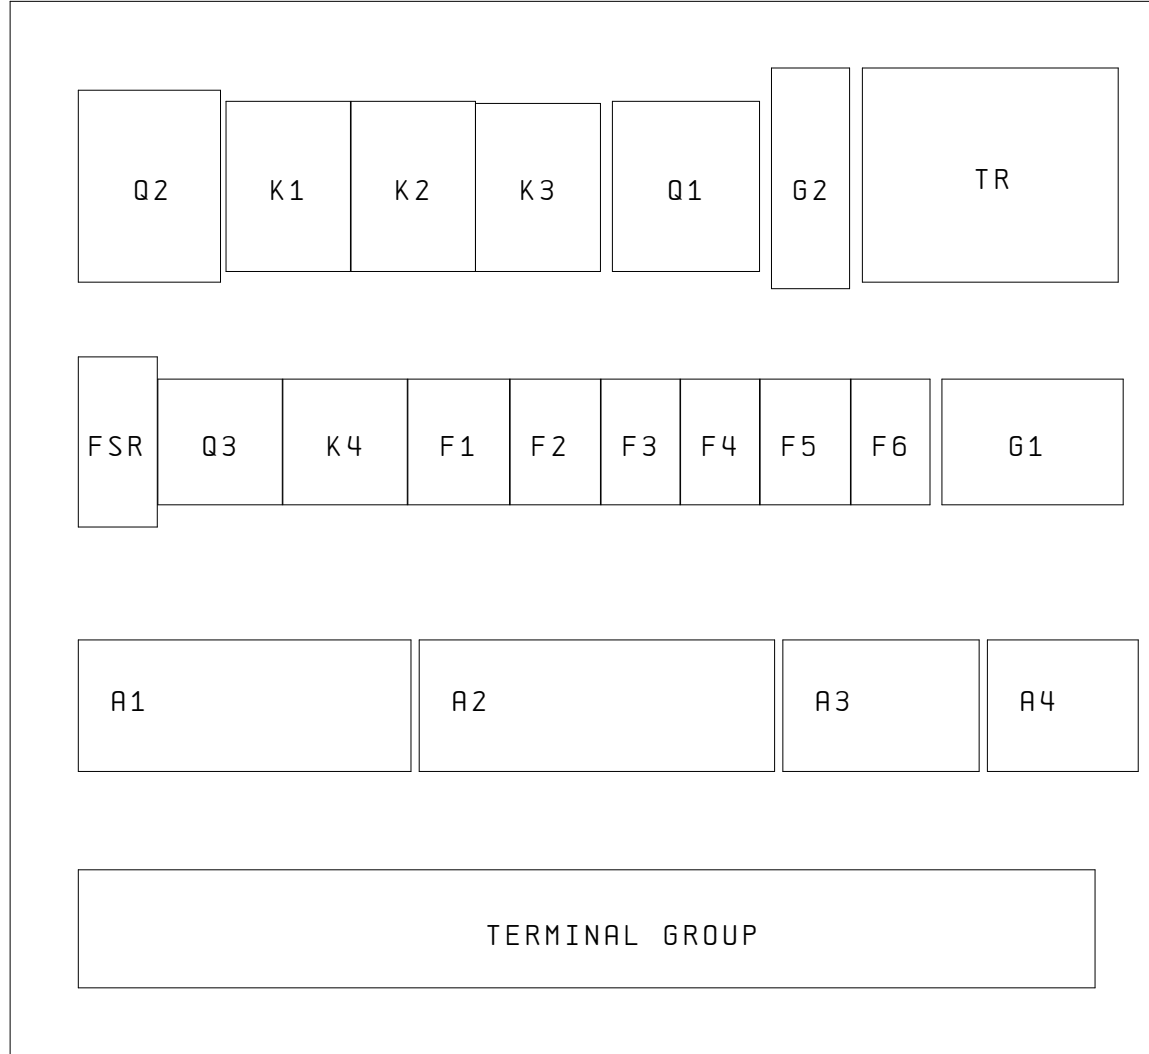 Q2 K1 K2 K3 Q1 G2 TR
FSR Q3 K4 F1 F2 F3 F4 F5 F6 G1
A1 A2 A3 A4
TERMINAL GROUP